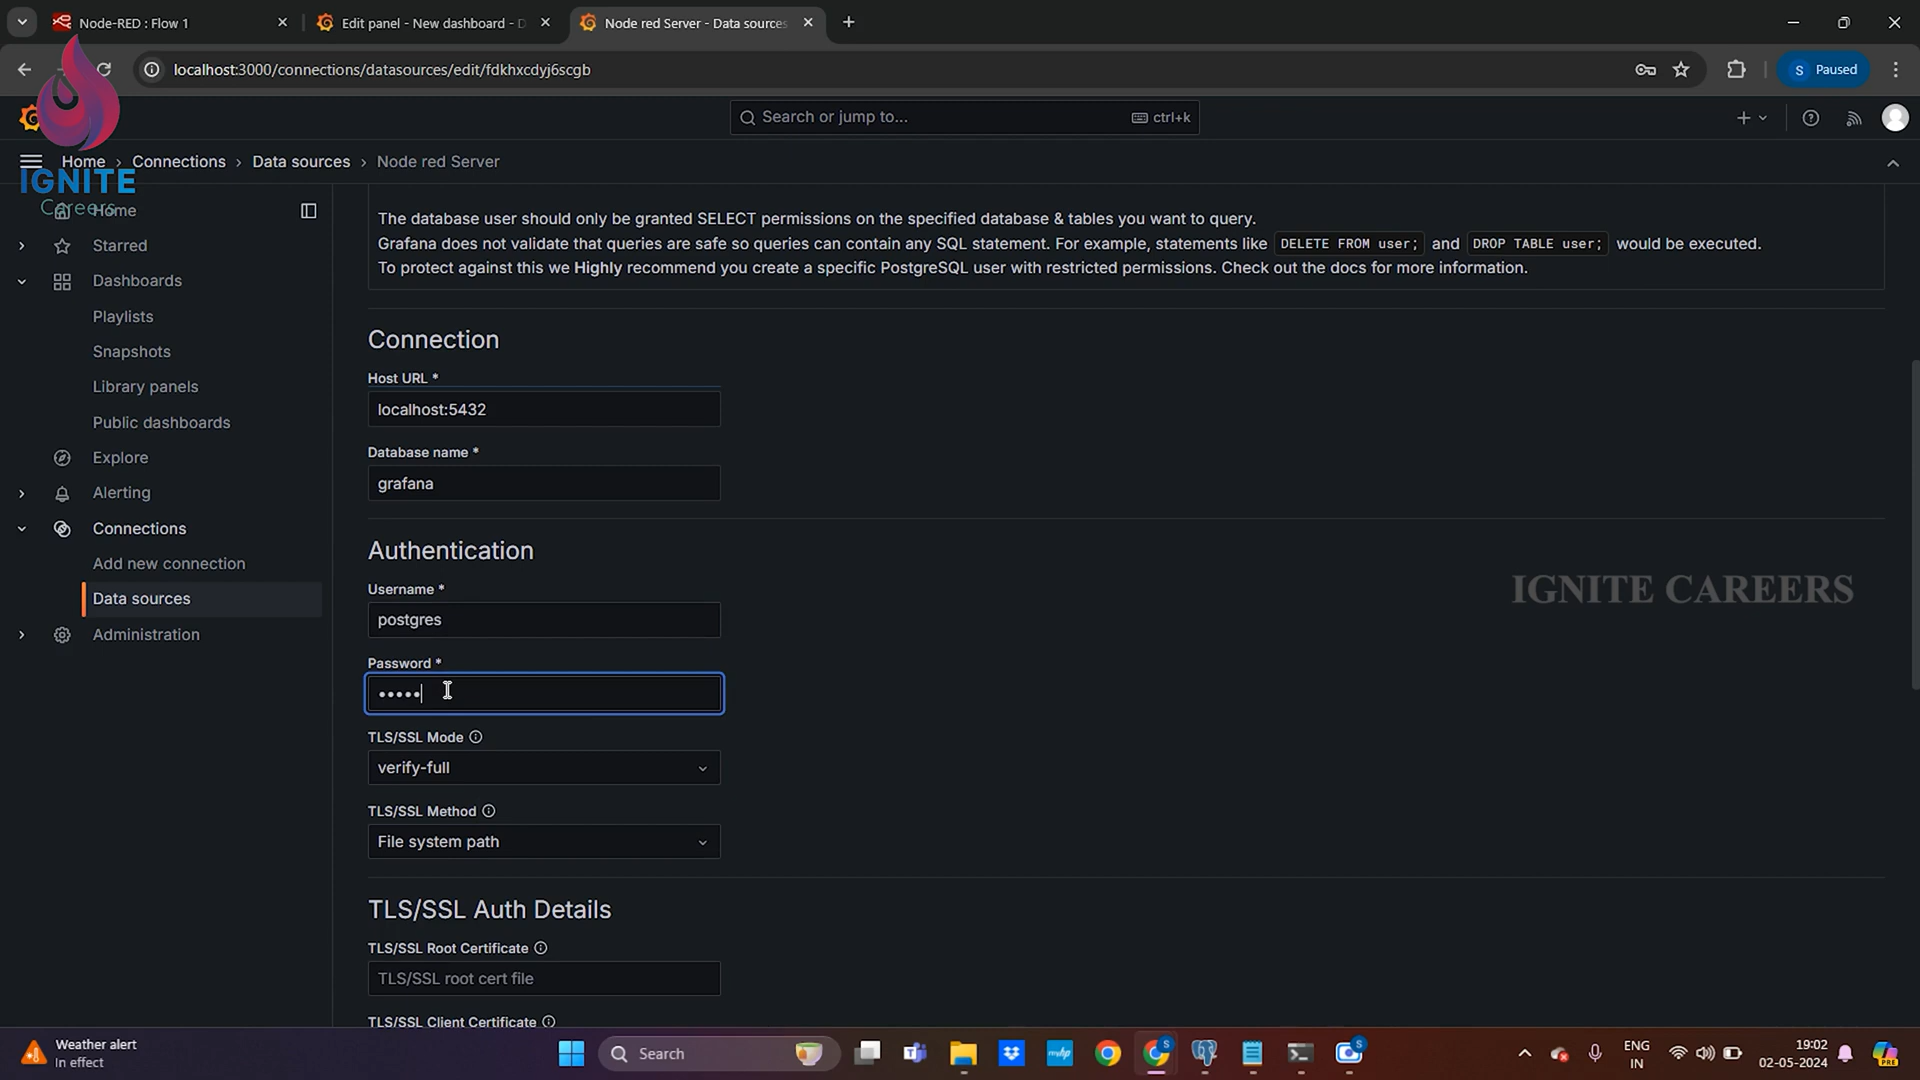 Node-RED : Flow 1
Edit panel - New dashboard - D
Node red Server - Data sources
localhost:3000/connections/datasources/edit/fdkhxcdyj6scgb
S Paused
Search or jump to...
ctrl+k
Home › Connections › Data sources › Node red Server
IGNITE
Careers
Home
Starred
Dashboards
Playlists
Snapshots
Library panels
Public dashboards
Explore
Alerting
Connections
Add new connection
Data sources
Administration
The database user should only be granted SELECT permissions on the specified database & tables you want to query.
Grafana does not validate that queries are safe so queries can contain any SQL statement. For example, statements like DELETE FROM user; and DROP TABLE user; would be executed.
To protect against this we Highly recommend you create a specific PostgreSQL user with restricted permissions. Check out the docs for more information.
Connection
Host URL *
localhost:5432
Database name *
grafana
Authentication
Username *
postgres
Password *
•••••
TLS/SSL Mode
verify-full
TLS/SSL Method
File system path
TLS/SSL Auth Details
TLS/SSL Root Certificate
TLS/SSL root cert file
TLS/SSL Client Certificate
IGNITE CAREERS
Weather alert
In effect
Search
myhp
ENG
IN
19:02
02-05-2024
PRE